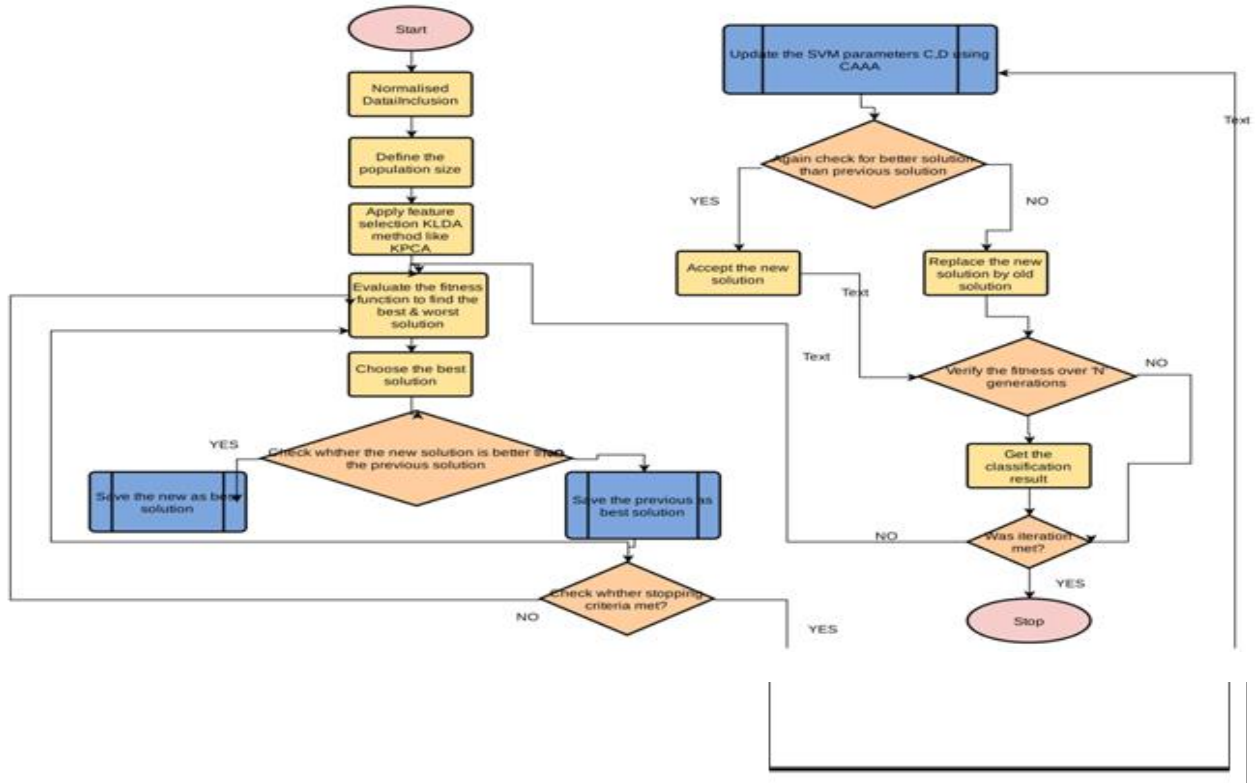 Start
Normalised
DataiInclusion
Define the
population size
Apply feature
selection KLDA
method like
KPCA
Evaluate the fitness
function to find the
best & worst
solution
Choose the best
solution
Check whther the new solution is better than
the previous solution
YES
Save the new as best
solution
Save the previous as
best solution
Check whther stopping
criteria met?
NO
YES
Update the SVM parameters C,D using
CAAA
Text
Again check for better solution
than previous solution
YES
NO
Accept the new
solution
Replace the new
solution by old
solution
Text
Text
Verify the fitness over 'N'
generations
NO
Get the
classification
result
Was iteration
met?
NO
YES
Stop